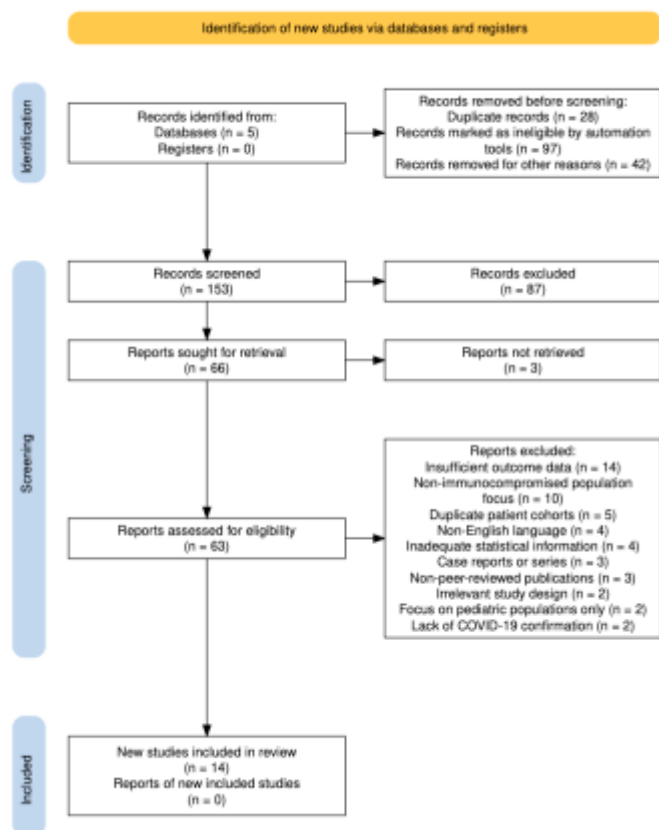 Identification of new studies via databases and registers
Identification
Records identified from:
Databases (n = 5)
Registers (n = 0)
Records removed before screening:
Duplicate records (n = 28)
Records marked as ineligible by automation
tools (n = 97)
Records removed for other reasons (n = 42)
Screening
Records screened
(n = 153)
Records excluded
(n = 87)
Reports sought for retrieval
(n = 66)
Reports not retrieved
(n = 3)
Reports assessed for eligibility
(n = 63)
Reports excluded:
Insufficient outcome data (n = 14)
Non-immunocompromised population
focus (n = 10)
Duplicate patient cohorts (n = 5)
Non-English language (n = 4)
Inadequate statistical information (n = 4)
Case reports or series (n = 3)
Non-peer-reviewed publications (n = 3)
Irrelevant study design (n = 2)
Focus on pediatric populations only (n = 2)
Lack of COVID-19 confirmation (n = 2)
Included
New studies included in review
(n = 14)
Reports of new included studies
(n = 0)